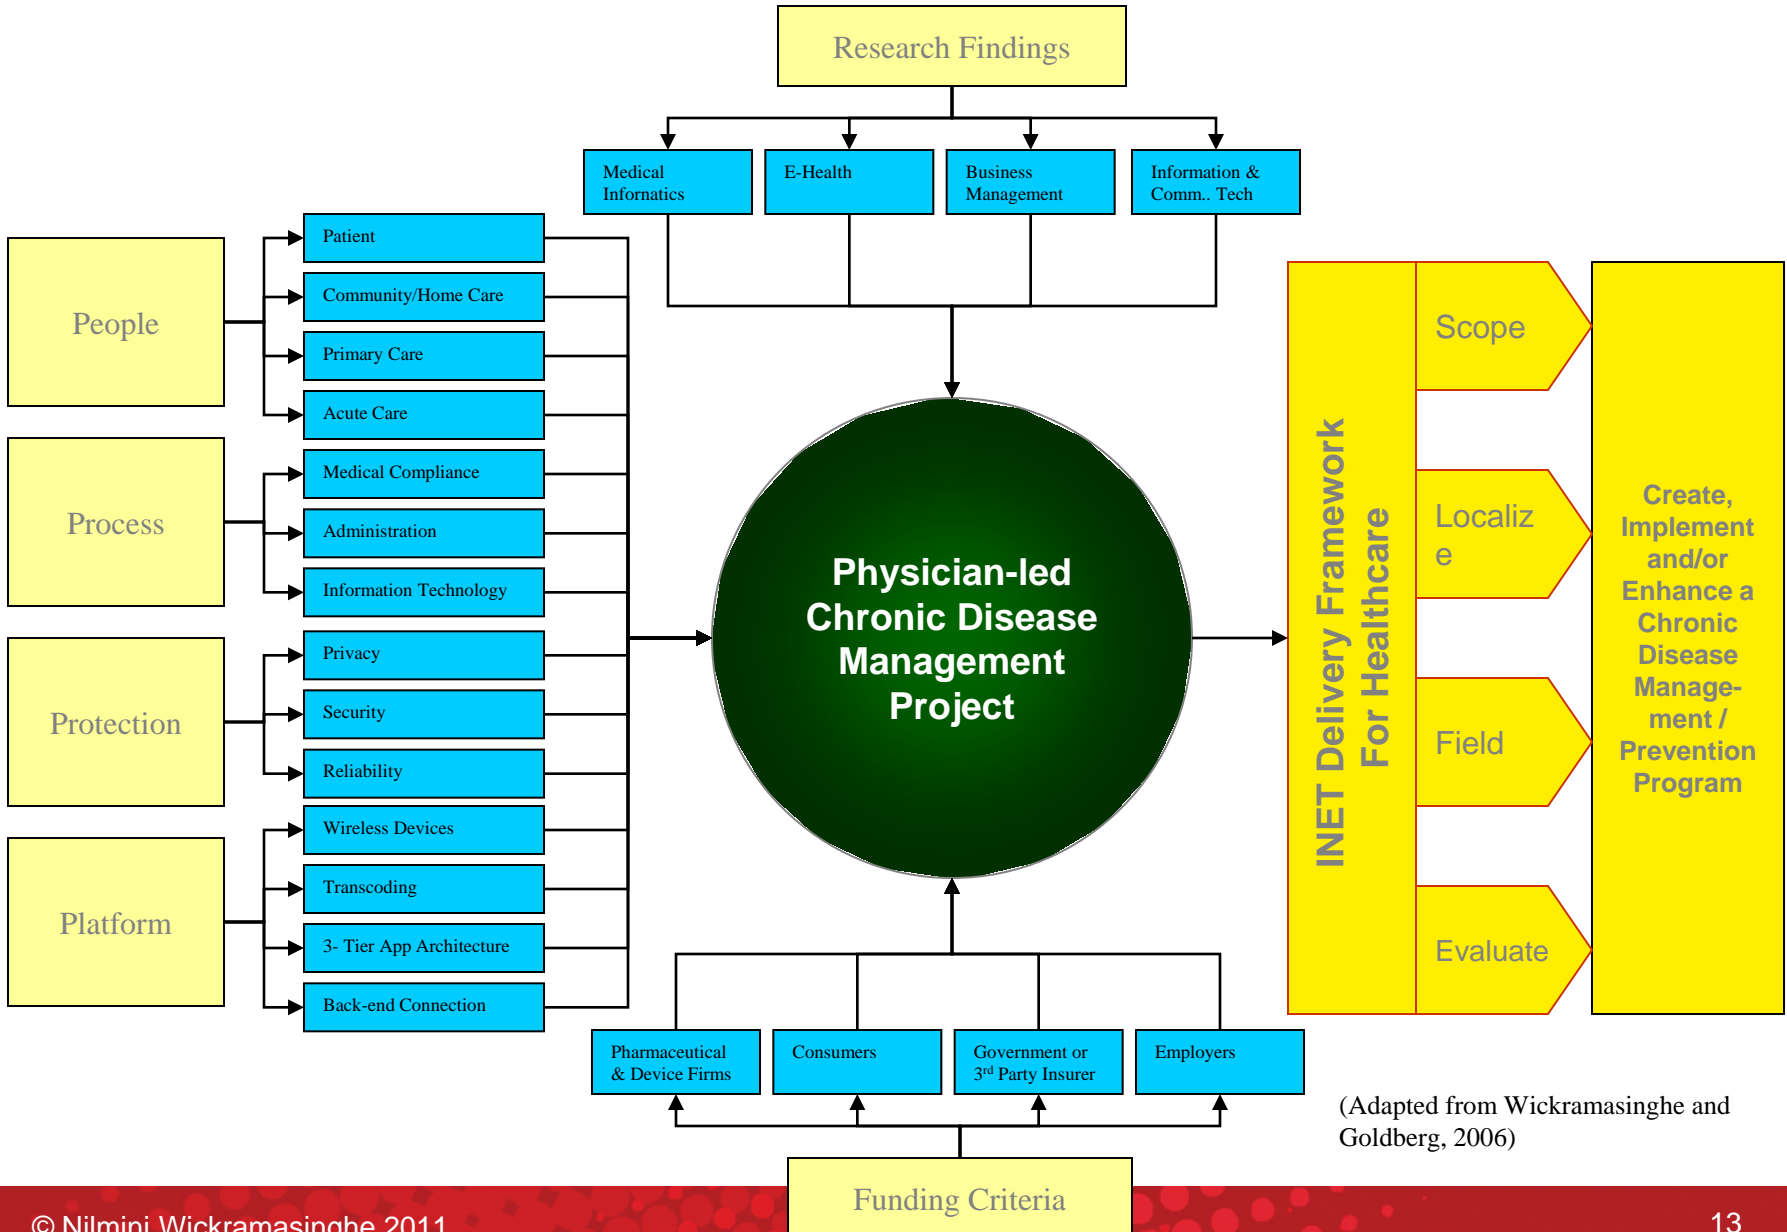 Research Findings
Medical
Infornatics
E-Health
Business
Management
Information &
Comm.. Tech
People
Patient
Community/Home Care
Primary Care
Acute Care
Process
Medical Compliance
Administration
Information Technology
Protection
Privacy
Security
Reliability
Platform
Wireless Devices
Transcoding
3- Tier App Architecture
Back-end Connection
Physician-led
Chronic Disease
Management
Project
INET Delivery Framework
For Healthcare
Scope
Localiz
e
Field
Evaluate
Create,
Implement
and/or
Enhance a
Chronic
Disease
Manage-
ment /
Prevention
Program
Pharmaceutical
& Device Firms
Consumers
Government or
3rd Party Insurer
Employers
Funding Criteria
(Adapted from Wickramasinghe and
Goldberg, 2006)
© Nilmini Wickramasinghe 2011
13